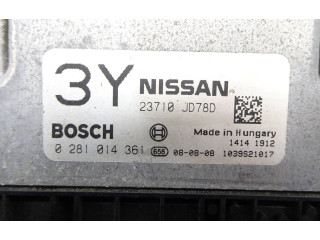 3Y NISSAN
23710 JD78D
BOSCH Made in Hungary
1414 1912
0 281 014 361 656 08-08-08 1039S21017